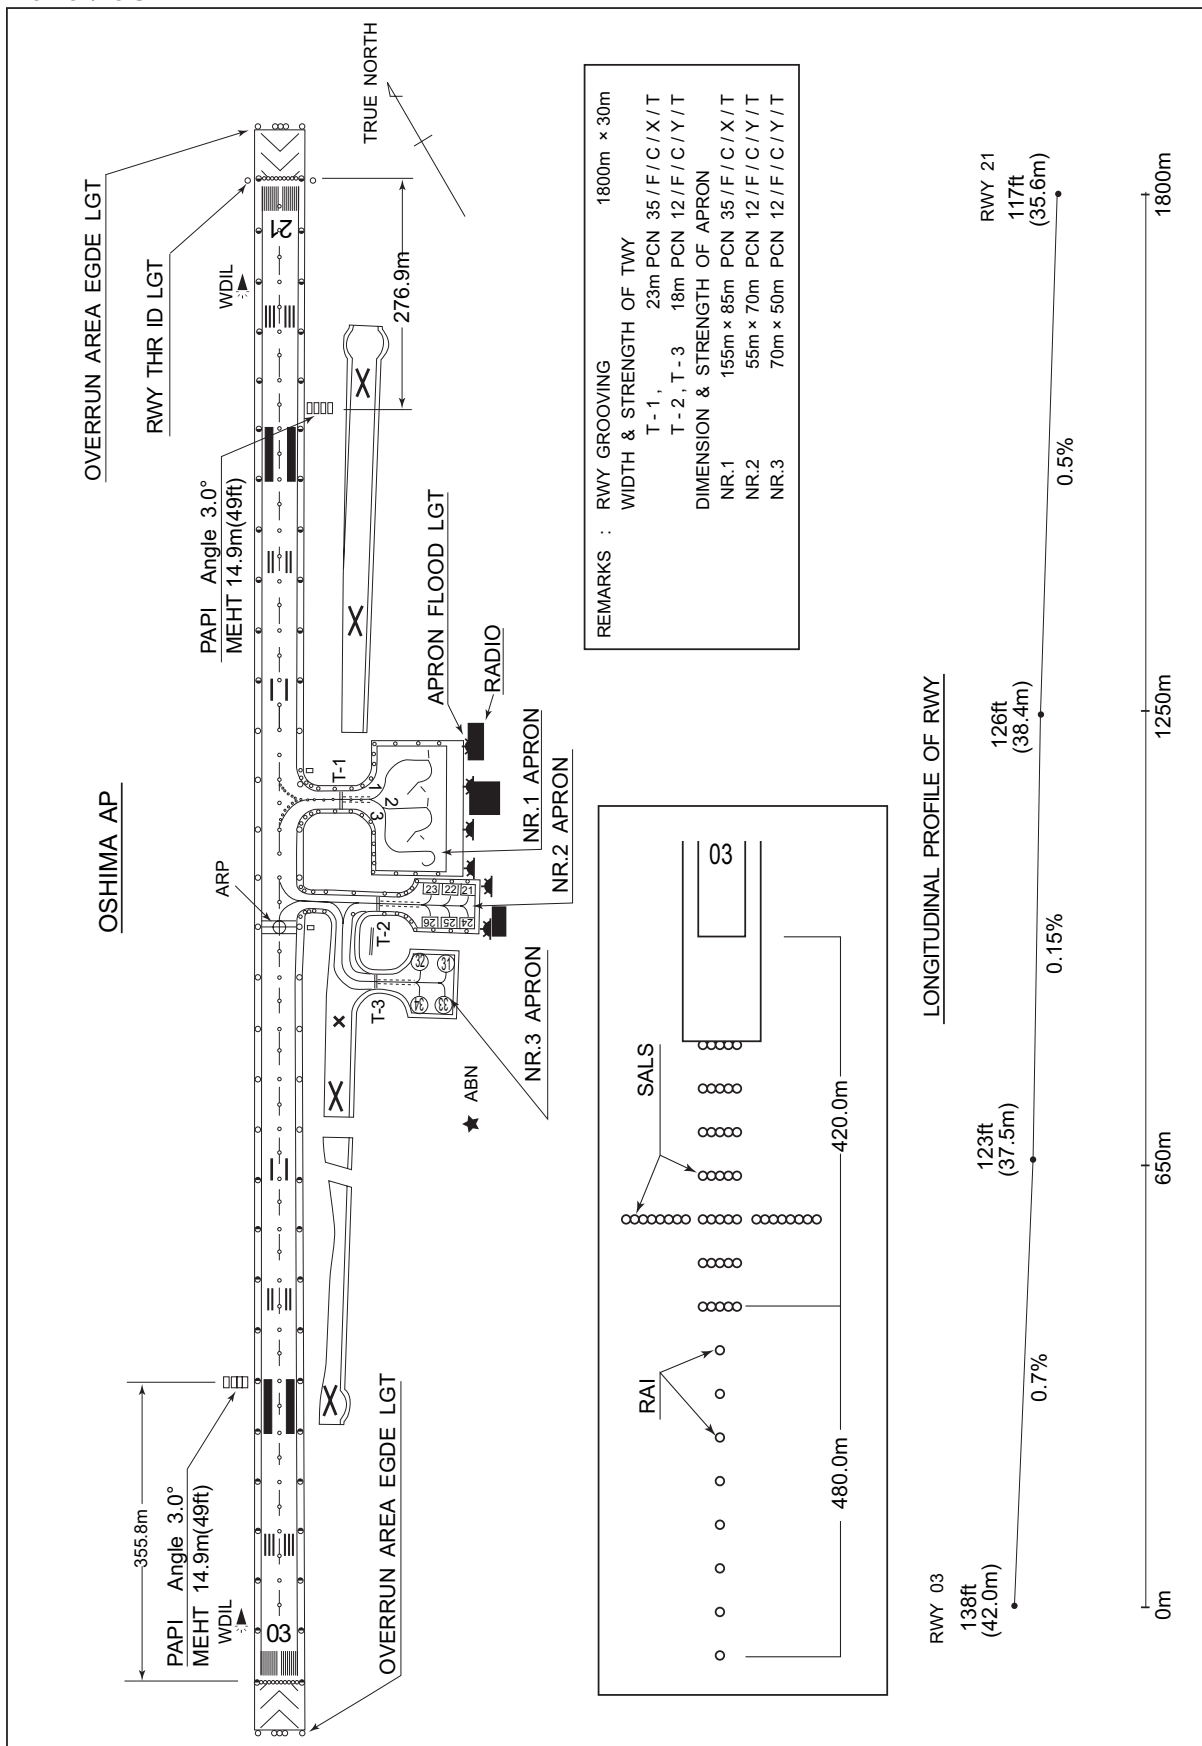 OSHIMA AP
OVERRUN AREA EGDE LGT
RWY THR ID LGT
TRUE NORTH
WDIL
21
276.9m
PAPI Angle 3.0°
MEHT 14.9m(49ft)
APRON FLOOD LGT
RADIO
NR.1 APRON
NR.2 APRON
NR.3 APRON
ARP
T-1
1
2
3
T-2
T-3
23
22
21
26
25
24
32
31
34
33
ABN
355.8m
PAPI Angle 3.0°
MEHT 14.9m(49ft)
WDIL
03
OVERRUN AREA EGDE LGT
REMARKS : RWY GROOVING 1800m × 30m
WIDTH & STRENGTH OF TWY
T - 1 , 23m PCN 35 / F / C / X / T
T - 2 , T - 3 18m PCN 12 / F / C / Y / T
DIMENSION & STRENGTH OF APRON
NR.1 155m × 85m PCN 35 / F / C / X / T
NR.2 55m × 70m PCN 12 / F / C / Y / T
NR.3 70m × 50m PCN 12 / F / C / Y / T
03
SALS
RAI
420.0m
480.0m
LONGITUDINAL PROFILE OF RWY
RWY 03
138ft
(42.0m)
123ft
(37.5m)
126ft
(38.4m)
RWY 21
117ft
(35.6m)
0.7%
0.15%
0.5%
0m
650m
1250m
1800m